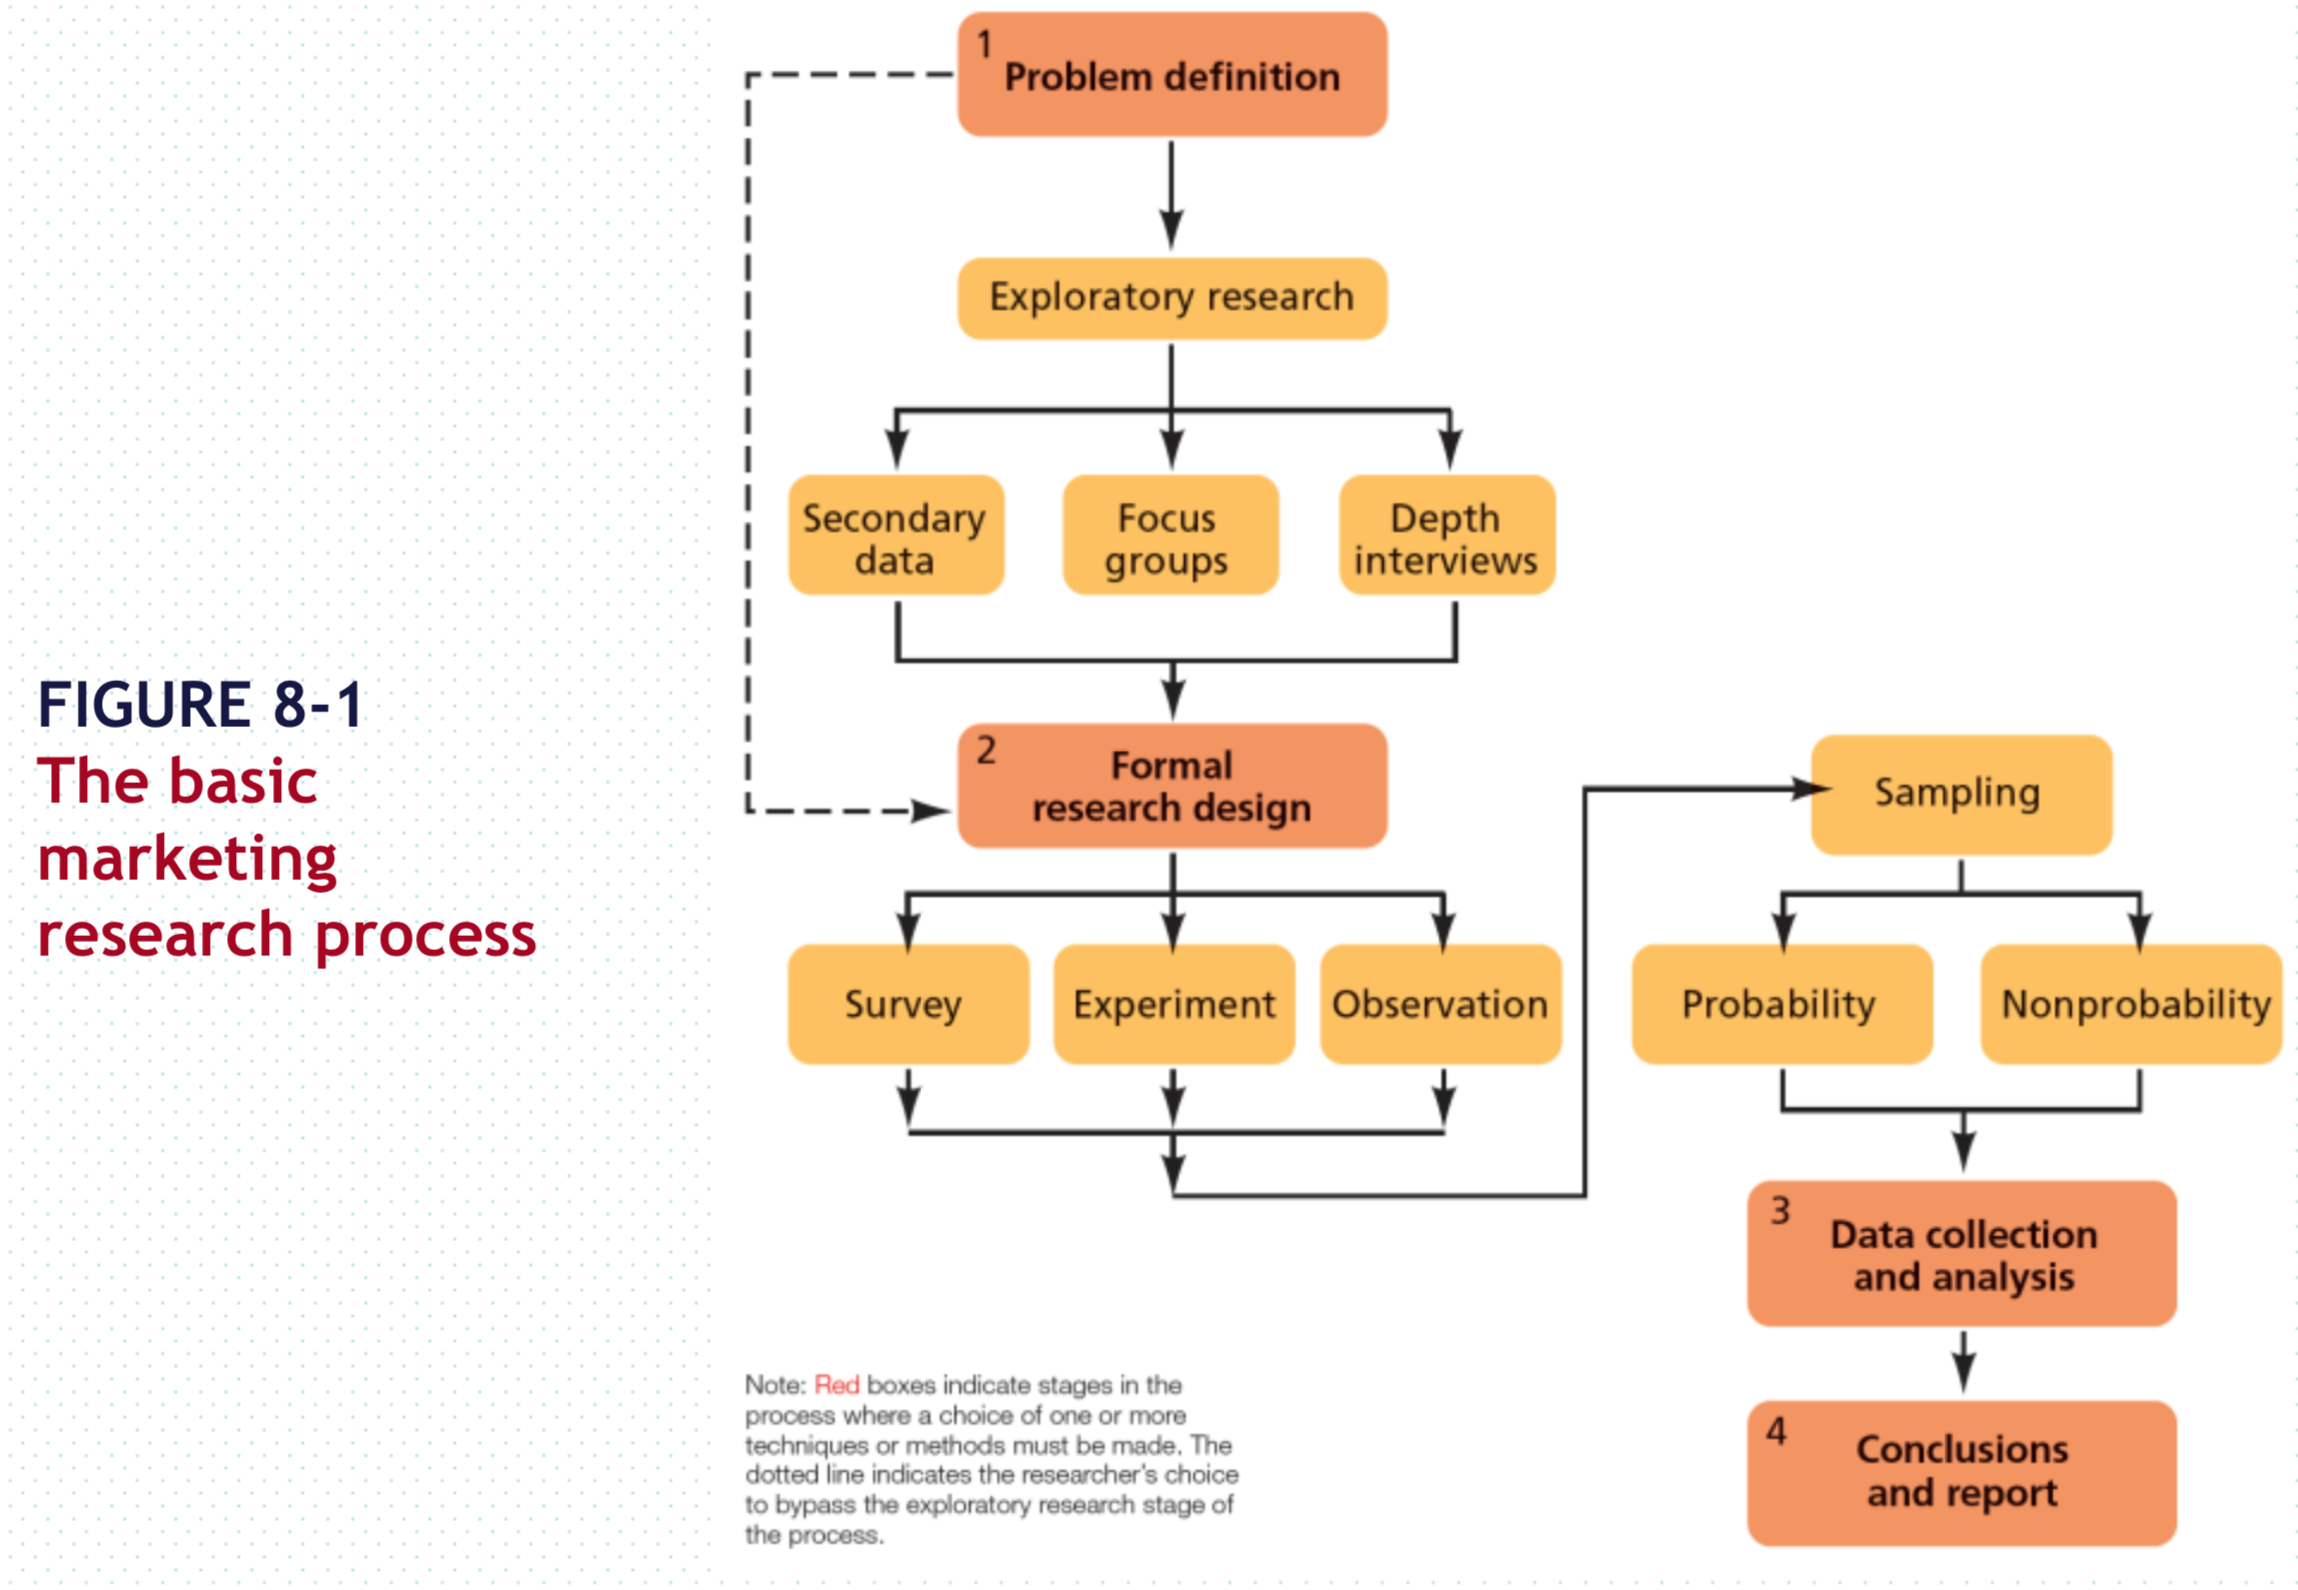 FIGURE 8-1
The basic
marketing
research process
1
Problem definition
Exploratory research
Secondary
data
Focus
groups
Depth
interviews
2
Formal
research design
Survey
Experiment
Observation
Sampling
Probability
Nonprobability
3
Data collection
and analysis
4
Conclusions
and report
Note: Red boxes indicate stages in the
process where a choice of one or more
techniques or methods must be made. The
dotted line indicates the researcher's choice
to bypass the exploratory research stage of
the process.